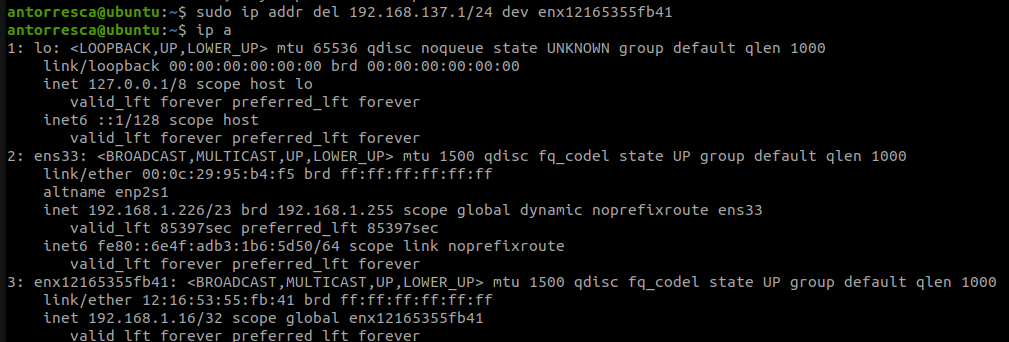 antorresca@ubuntu:~$ sudo ip addr del 192.168.137.1/24 dev enx12165355fb41
antorresca@ubuntu:~$ ip a
1: lo: <LOOPBACK,UP,LOWER_UP> mtu 65536 qdisc noqueue state UNKNOWN group default qlen 1000
    link/loopback 00:00:00:00:00:00 brd 00:00:00:00:00:00
    inet 127.0.0.1/8 scope host lo
       valid_lft forever preferred_lft forever
    inet6 ::1/128 scope host
       valid_lft forever preferred_lft forever
2: ens33: <BROADCAST,MULTICAST,UP,LOWER_UP> mtu 1500 qdisc fq_codel state UP group default qlen 1000
    link/ether 00:0c:29:95:b4:f5 brd ff:ff:ff:ff:ff:ff
    altname enp2s1
    inet 192.168.1.226/23 brd 192.168.1.255 scope global dynamic noprefixroute ens33
       valid_lft 85397sec preferred_lft 85397sec
    inet6 fe80::6e4f:adb3:1b6:5d50/64 scope link noprefixroute
       valid_lft forever preferred_lft forever
3: enx12165355fb41: <BROADCAST,MULTICAST,UP,LOWER_UP> mtu 1500 qdisc fq_codel state UP group default qlen 1000
    link/ether 12:16:53:55:fb:41 brd ff:ff:ff:ff:ff:ff
    inet 192.168.1.16/32 scope global enx12165355fb41
       valid_lft forever preferred_lft forever